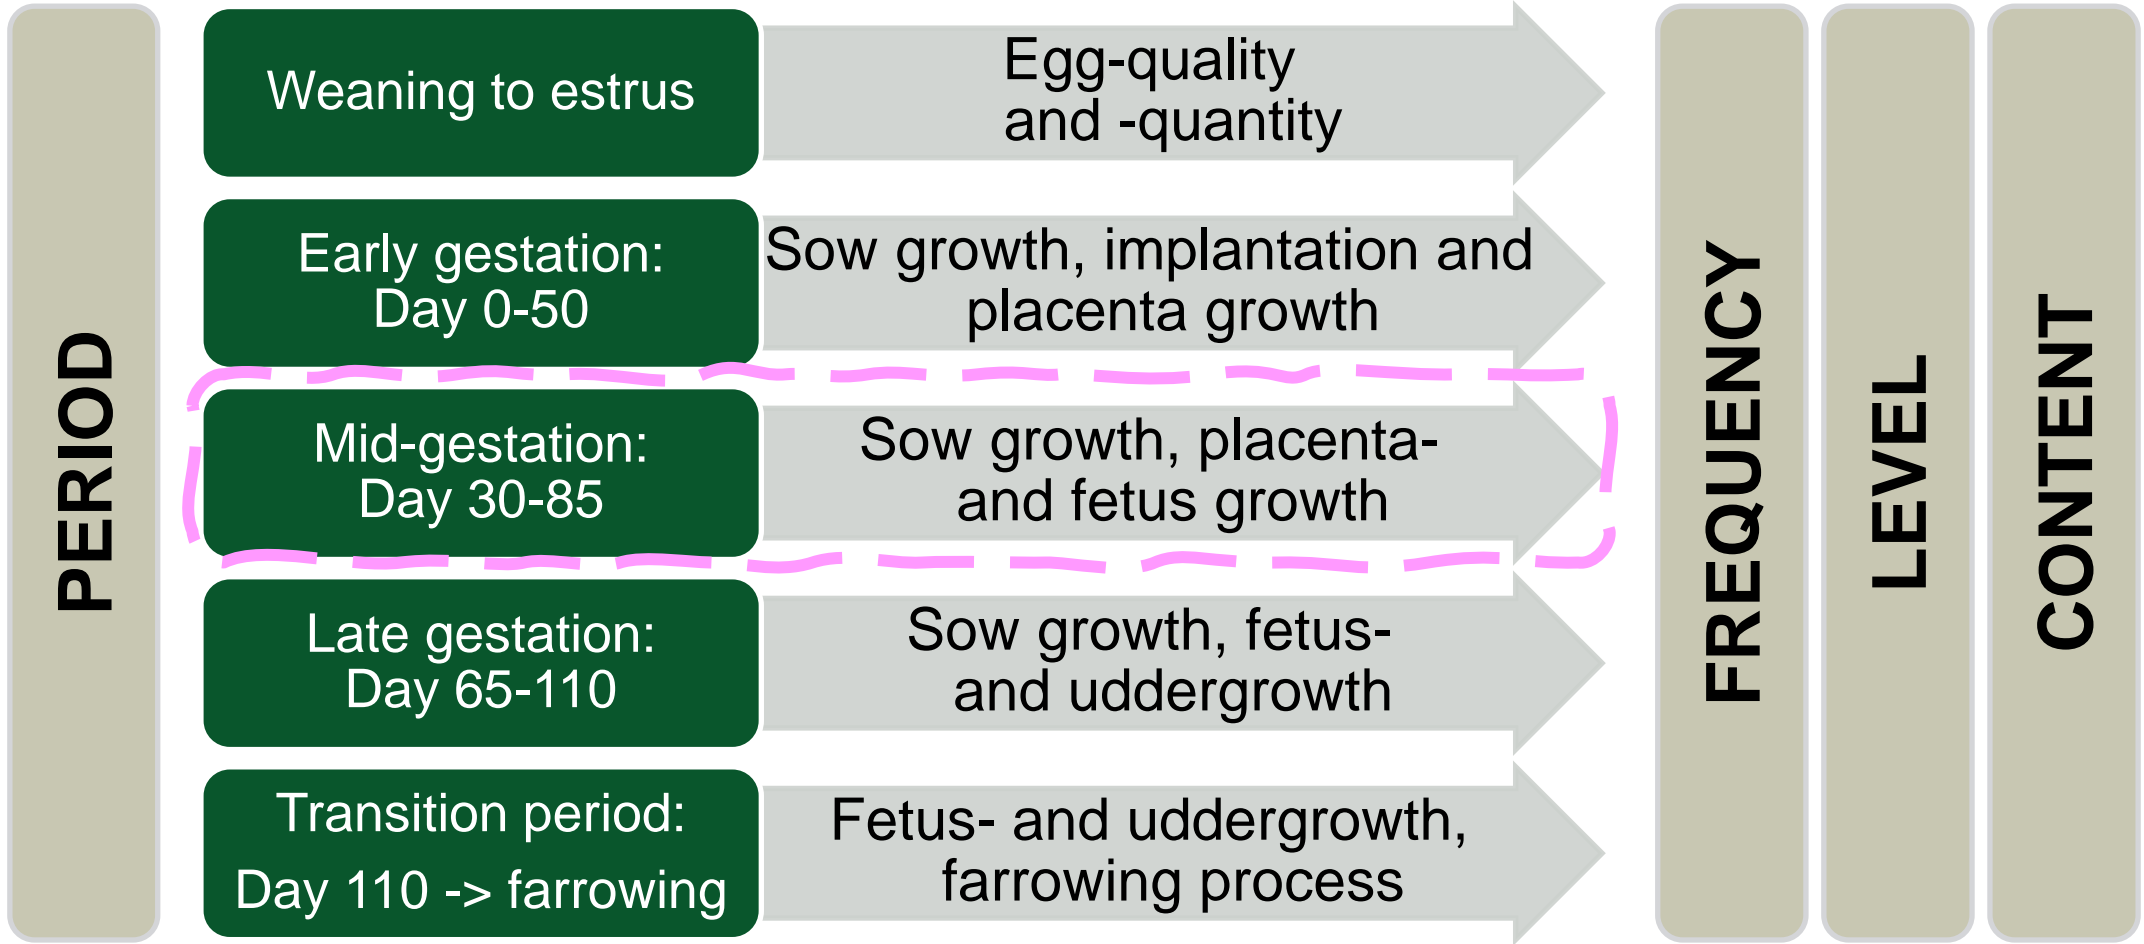 PERIOD
Weaning to estrus
Egg-quality
and -quantity
Early gestation:
Day 0-50
Sow growth, implantation and
placenta growth
Mid-gestation:
Day 30-85
Sow growth, placenta-
and fetus growth
Late gestation:
Day 65-110
Sow growth, fetus-
and uddergrowth
Transition period:
Day 110 -> farrowing
Fetus- and uddergrowth,
farrowing process
FREQUENCY
LEVEL
CONTENT